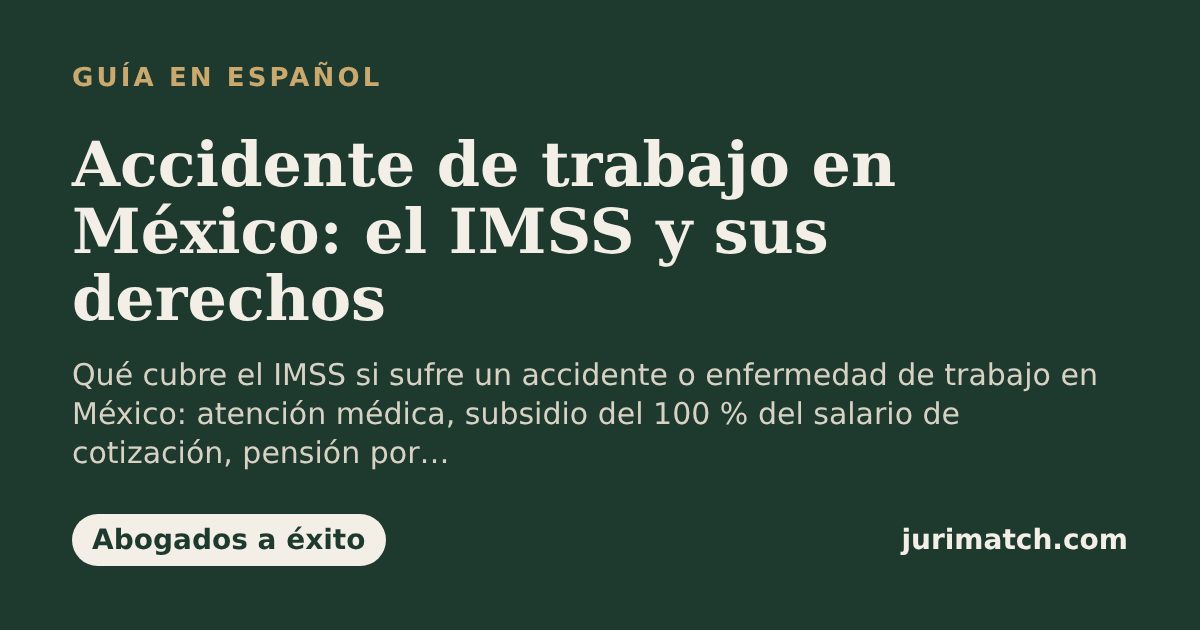 GUÍA EN ESPAÑOL
Accidente de trabajo en
México: el IMSS y sus
derechos
Qué cubre el IMSS si sufre un accidente o enfermedad de trabajo en
México: atención médica, subsidio del 100 % del salario de
cotización, pensión por…
Abogados a éxito
jurimatch.com